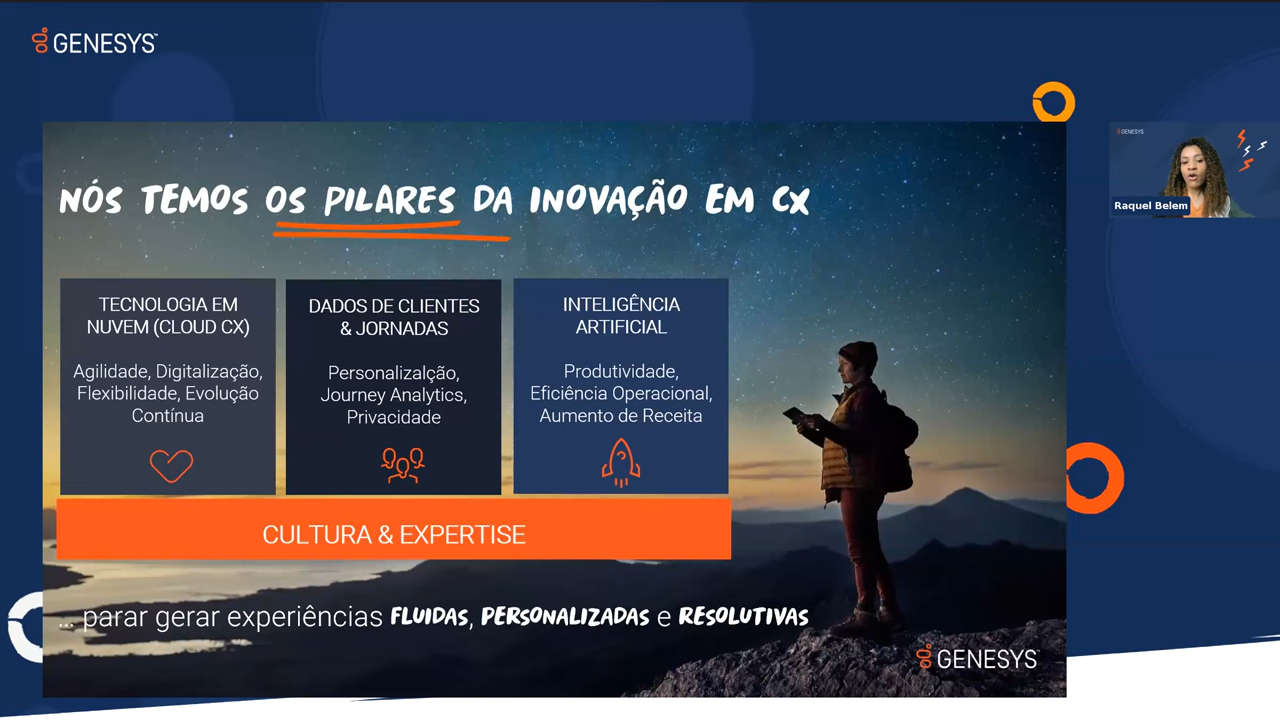 GENESYS™
NÓS TEMOS OS PILARES DA INOVAÇÃO EM CX
TECNOLOGIA EM
NUVEM (CLOUD CX)
Agilidade, Digitalização,
Flexibilidade, Evolução
Contínua
DADOS DE CLIENTES
& JORNADAS
Personalizalção,
Journey Analytics,
Privacidade
INTELIGÊNCIA
ARTIFICIAL
Produtividade,
Eficiência Operacional,
Aumento de Receita
CULTURA & EXPERTISE
... parar gerar experiências FLUIDAS, PERSONALIZADAS e RESOLUTIVAS
GENESYS™
GENESYS
Raquel Belem